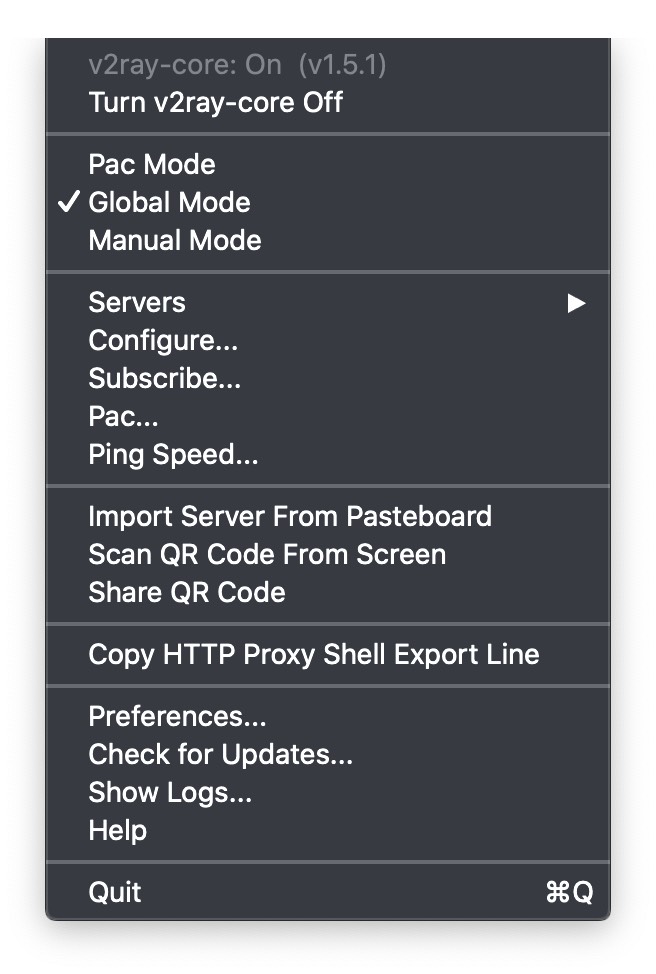 v2ray-core: On  (v1.5.1)
Turn v2ray-core Off
Pac Mode
✓ Global Mode
Manual Mode
Servers ▶
Configure...
Subscribe...
Pac...
Ping Speed...
Import Server From Pasteboard
Scan QR Code From Screen
Share QR Code
Copy HTTP Proxy Shell Export Line
Preferences...
Check for Updates...
Show Logs...
Help
Quit ⌘Q